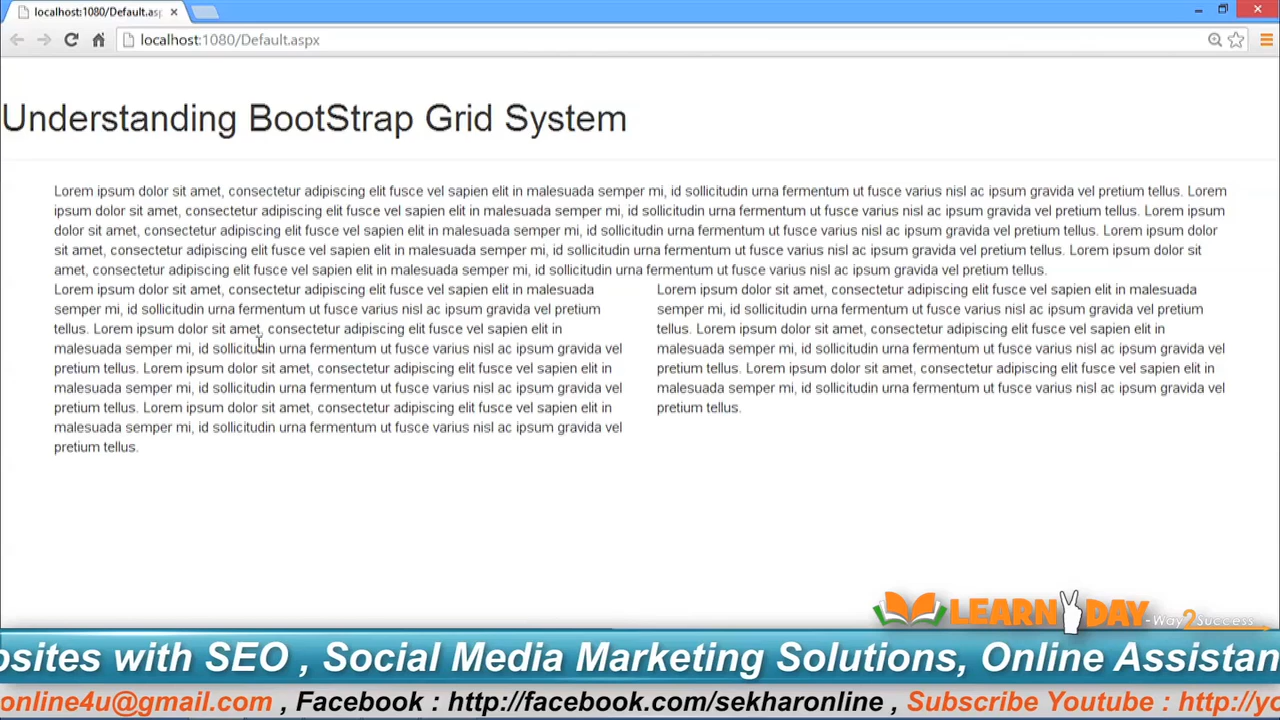 localhost:1080/Default.asp
localhost:1080/Default.aspx
Understanding BootStrap Grid System
Lorem ipsum dolor sit amet, consectetur adipiscing elit fusce vel sapien elit in malesuada semper mi, id sollicitudin urna fermentum ut fusce varius nisl ac ipsum gravida vel pretium tellus. Lorem
ipsum dolor sit amet, consectetur adipiscing elit fusce vel sapien elit in malesuada semper mi, id sollicitudin urna fermentum ut fusce varius nisl ac ipsum gravida vel pretium tellus. Lorem ipsum
dolor sit amet, consectetur adipiscing elit fusce vel sapien elit in malesuada semper mi, id sollicitudin urna fermentum ut fusce varius nisl ac ipsum gravida vel pretium tellus. Lorem ipsum dolor
sit amet, consectetur adipiscing elit fusce vel sapien elit in malesuada semper mi, id sollicitudin urna fermentum ut fusce varius nisl ac ipsum gravida vel pretium tellus. Lorem ipsum dolor sit
amet, consectetur adipiscing elit fusce vel sapien elit in malesuada semper mi, id sollicitudin urna fermentum ut fusce varius nisl ac ipsum gravida vel pretium tellus.
Lorem ipsum dolor sit amet, consectetur adipiscing elit fusce vel sapien elit in malesuada
semper mi, id sollicitudin urna fermentum ut fusce varius nisl ac ipsum gravida vel pretium
tellus. Lorem ipsum dolor sit amet, consectetur adipiscing elit fusce vel sapien elit in
malesuada semper mi, id sollicitudin urna fermentum ut fusce varius nisl ac ipsum gravida vel
pretium tellus. Lorem ipsum dolor sit amet, consectetur adipiscing elit fusce vel sapien elit in
malesuada semper mi, id sollicitudin urna fermentum ut fusce varius nisl ac ipsum gravida vel
pretium tellus. Lorem ipsum dolor sit amet, consectetur adipiscing elit fusce vel sapien elit in
malesuada semper mi, id sollicitudin urna fermentum ut fusce varius nisl ac ipsum gravida vel
pretium tellus.
Lorem ipsum dolor sit amet, consectetur adipiscing elit fusce vel sapien elit in malesuada
semper mi, id sollicitudin urna fermentum ut fusce varius nisl ac ipsum gravida vel pretium
tellus. Lorem ipsum dolor sit amet, consectetur adipiscing elit fusce vel sapien elit in
malesuada semper mi, id sollicitudin urna fermentum ut fusce varius nisl ac ipsum gravida vel
pretium tellus. Lorem ipsum dolor sit amet, consectetur adipiscing elit fusce vel sapien elit in
malesuada semper mi, id sollicitudin urna fermentum ut fusce varius nisl ac ipsum gravida vel
pretium tellus.
LEARN DAY
-Way2Success...
osites with SEO , Social Media Marketing Solutions, Online Assistan
online4u@gmail.com , Facebook : http://facebook.com/sekharonline , Subscribe Youtube : http://yo